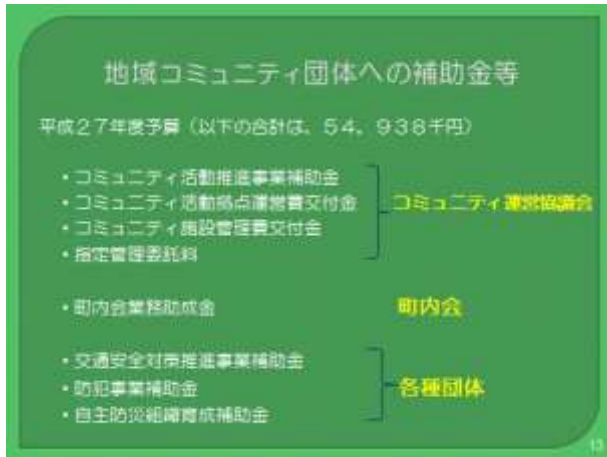 地域コミュニティ団体への補助金等
平成27年度予算（以下の合計は、54，938千円）
・コミュニティ活動推進事業補助金
・コミュニティ活動拠点運営費交付金
・コミュニティ施設管理費交付金
・指定管理委託料
コミュニティ運営協議会
・町内会業務助成金
町内会
・交通安全対策推進事業補助金
・防犯事業補助金
・自主防災組織育成補助金
各種団体
13